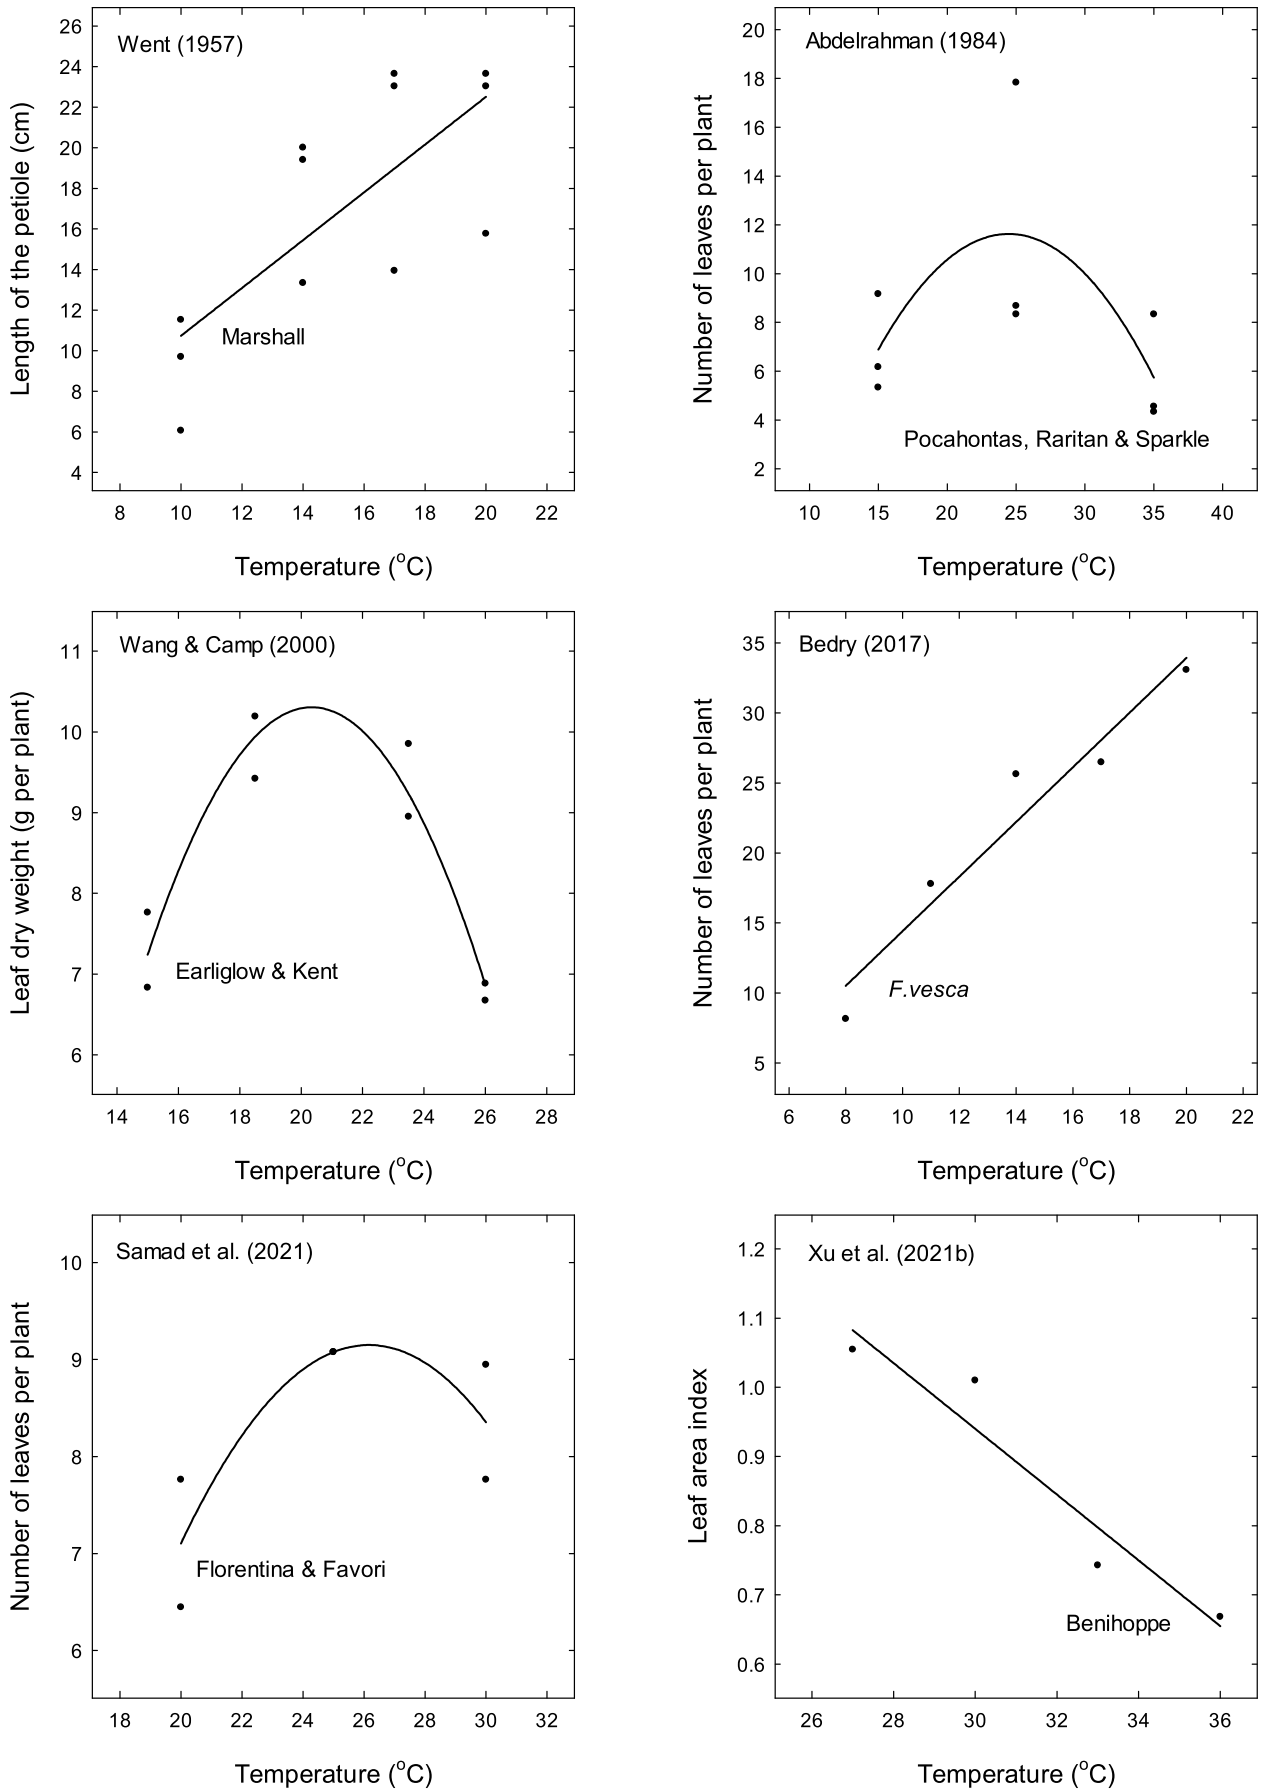 Went (1957)
Length of the petiole (cm)
26
24
22
20
18
16
14
12
10
8
6
4
Marshall
8 10 12 14 16 18 20 22
Temperature (oC)
Abdelrahman (1984)
Number of leaves per plant
20
18
16
14
12
10
8
6
4
2
Pocahontas, Raritan & Sparkle
10 15 20 25 30 35 40
Temperature (oC)
Wang & Camp (2000)
Leaf dry weight (g per plant)
11
10
9
8
7
6
Earliglow & Kent
14 16 18 20 22 24 26 28
Temperature (oC)
Bedry (2017)
Number of leaves per plant
35
30
25
20
15
10
5
F.vesca
6 8 10 12 14 16 18 20 22
Temperature (oC)
Samad et al. (2021)
Number of leaves per plant
10
9
8
7
6
Florentina & Favori
18 20 22 24 26 28 30 32
Temperature (oC)
Xu et al. (2021b)
Leaf area index
1.2
1.1
1.0
0.9
0.8
0.7
0.6
Benihoppe
26 28 30 32 34 36
Temperature (oC)